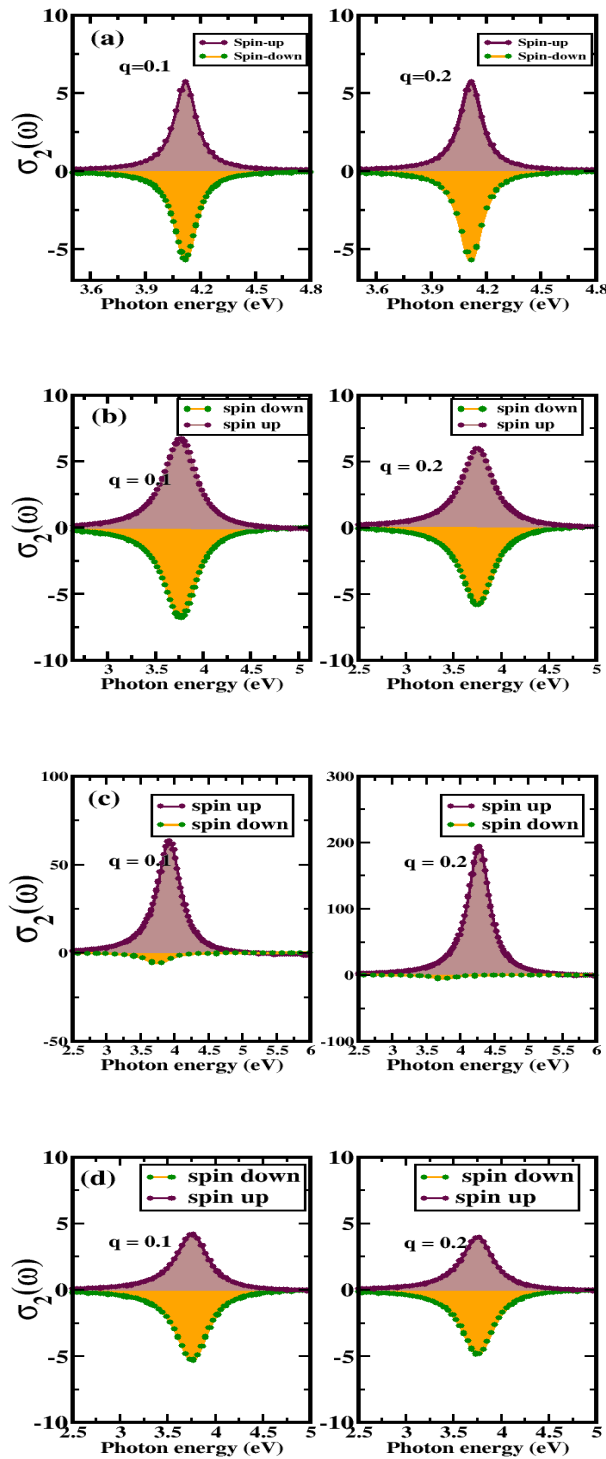 (a)
Spin-up
Spin-down
q=0.1
10
5
0
-5
σ₂(ω)
3.6 3.9 4.2 4.5 4.8
Photon energy (eV)
Spin-up
Spin-down
q=0.2
10
5
0
-5
3.6 3.9 4.2 4.5 4.8
Photon energy (eV)
(b)
spin down
spin up
q = 0.1
10
5
0
-5
-10
σ₂(ω)
3 3.5 4 4.5 5
Photon energy (eV)
spin down
spin up
q = 0.2
10
5
0
-5
-10
2.5 3 3.5 4 4.5 5
Photon energy (eV)
(c)
spin up
spin down
q = 0.1
100
50
0
-50
σ₂(ω)
2.5 3 3.5 4 4.5 5 5.5 6
Photon energy (eV)
spin up
spin down
q = 0.2
300
200
100
0
-100
2.5 3 3.5 4 4.5 5 5.5 6
Photon energy (eV)
(d)
spin down
spin up
q = 0.1
10
5
0
-5
-10
σ₂(ω)
2.5 3 3.5 4 4.5 5
Photon energy (eV)
spin down
spin up
q = 0.2
10
5
0
-5
-10
2.5 3 3.5 4 4.5 5
Photon energy (eV)